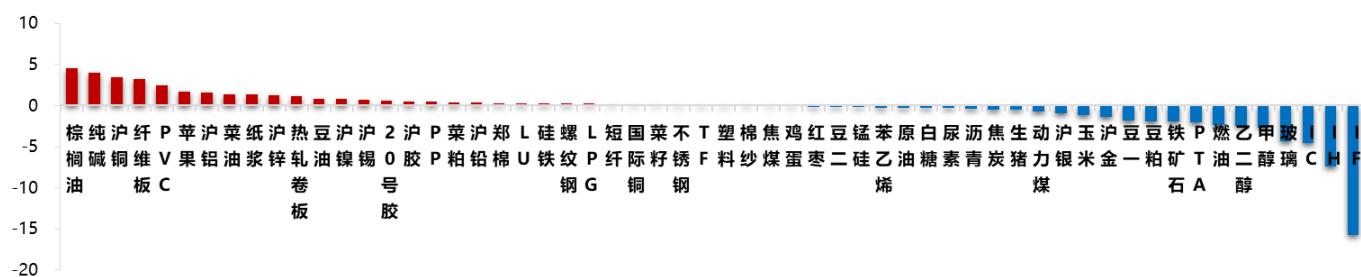 10
5
0
-5
-10
-15
-20
棕榈油
纯碱
沪铜
纤维板
PVC
苹果
沪铝
菜油
纸浆
沪锌
热轧卷板
豆油
沪镍
沪锡
20号胶
沪胶
PP
菜粕
沪铅
郑棉
LU
硅铁
螺纹钢
LPG
短纤
国际铜
菜籽
不锈钢
TF
塑料
棉纱
焦煤
鸡蛋
红枣
豆二
锰硅
苯乙烯
原油
白糖
尿素
沥青
焦炭
生猪
动力煤
沪银
玉米
沪金
豆一
豆粕
铁矿石
PTA
燃油
乙二醇
甲醇
玻璃
IC
IH
IF